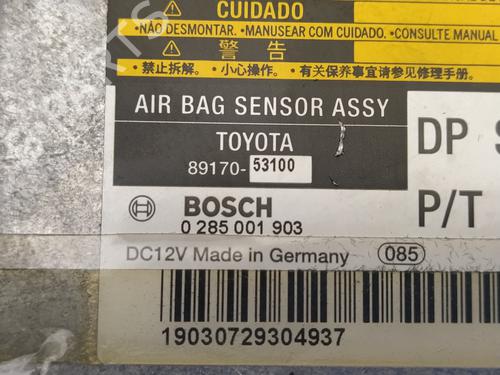 CUIDADO
•NÃO DESMONTAR. •MANUSEAR COM CUIDADO. •CONSULTE MANUAL
警告
•禁止拆解。 •小心操作。 •有关保养事宜请参见修理手册.
AIR BAG SENSOR ASSY
TOYOTA
89170-53100
DP S
P/T
BOSCH
0 285 001 903
DC12V Made in Germany 085
19030729304937